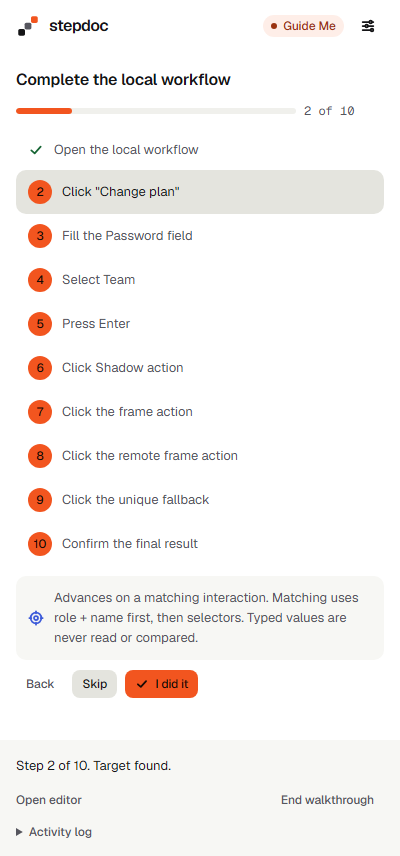 stepdoc
Guide Me
Complete the local workflow
2 of 10
Open the local workflow
2 Click "Change plan"
3 Fill the Password field
4 Select Team
5 Press Enter
6 Click Shadow action
7 Click the frame action
8 Click the remote frame action
9 Click the unique fallback
10 Confirm the final result
Advances on a matching interaction. Matching uses
role + name first, then selectors. Typed values are
never read or compared.
Back Skip I did it
Step 2 of 10. Target found.
Open editor End walkthrough
Activity log